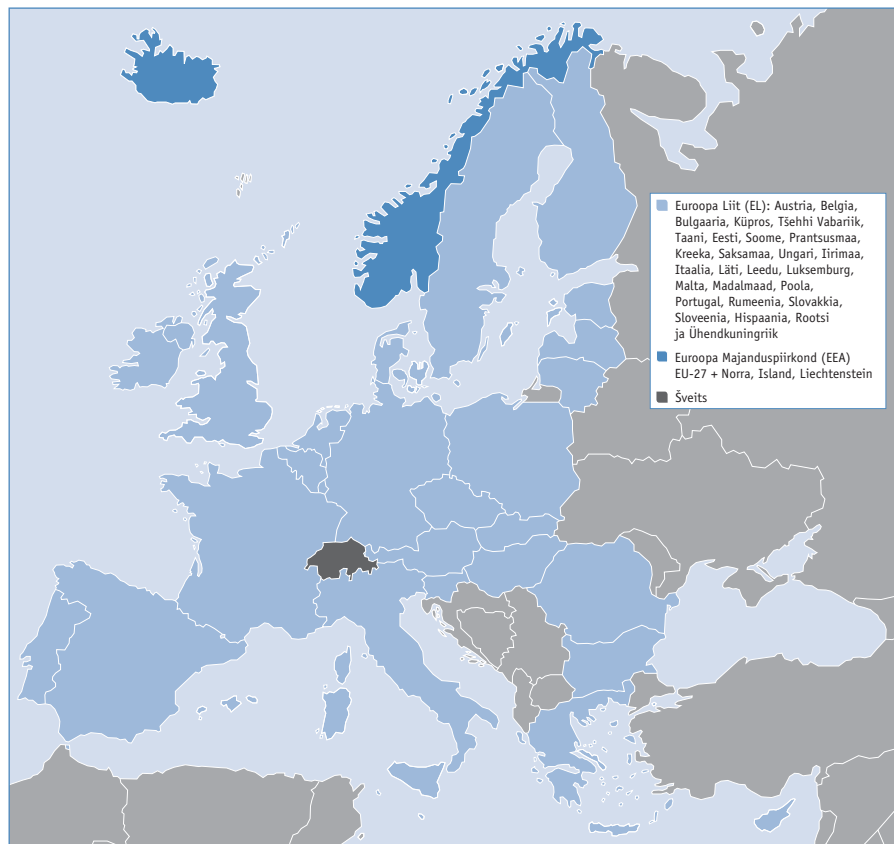 Euroopa Liit (EL): Austria, Belgia,
Bulgaaria, Küpros, Tšehhi Vabariik,
Taani, Eesti, Soome, Prantsusmaa,
Kreeka, Saksamaa, Ungari, Iirimaa,
Itaalia, Läti, Leedu, Luksemburg,
Malta, Madalmaad, Poola,
Portugal, Rumeenia, Slovakkia,
Sloveenia, Hispaania, Rootsi
ja Ühendkuningriik
Euroopa Majanduspiirkond (EEA)
EU-27 + Norra, Island, Liechtenstein
Šveits